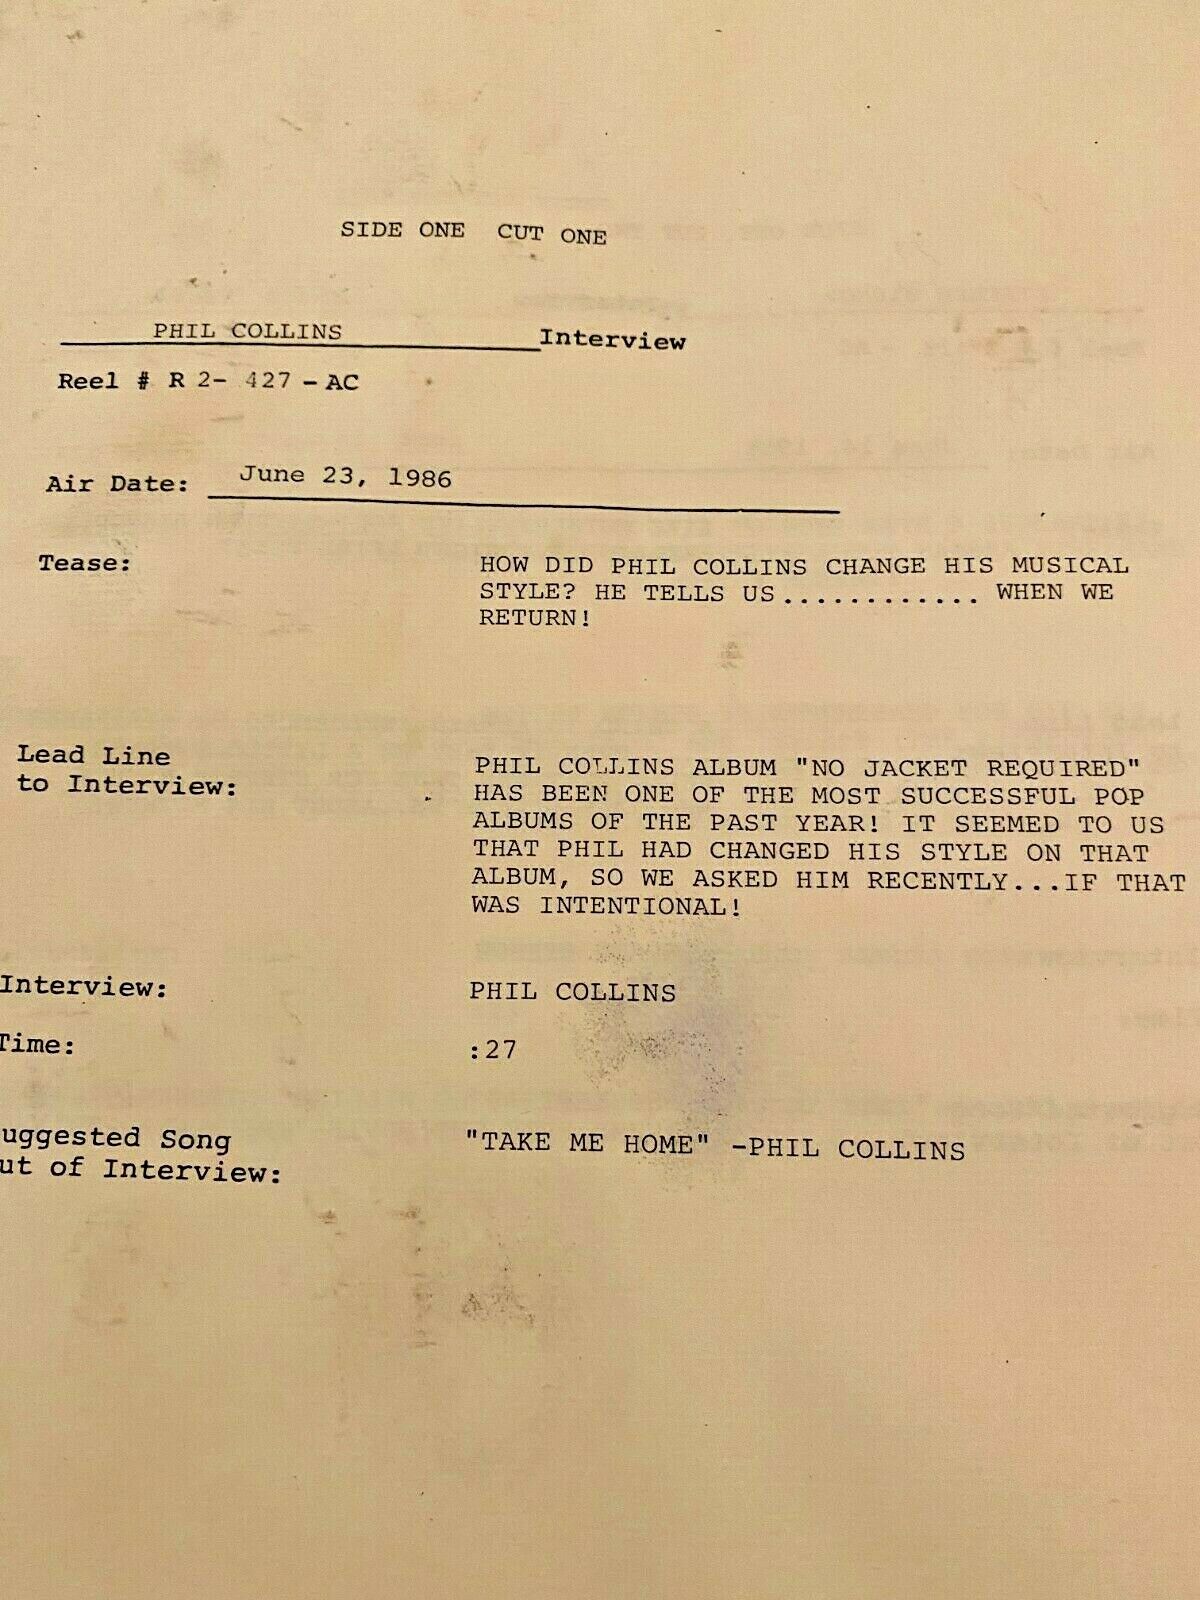 SIDE ONE CUT ONE
PHIL COLLINS Interview
Reel # R 2- 427 - AC
Air Date: June 23, 1986
Tease: HOW DID PHIL COLLINS CHANGE HIS MUSICAL
STYLE? HE TELLS US............ WHEN WE
RETURN!
Lead Line
to Interview:
PHIL COLLINS ALBUM "NO JACKET REQUIRED"
HAS BEEN ONE OF THE MOST SUCCESSFUL POP
ALBUMS OF THE PAST YEAR! IT SEEMED TO US
THAT PHIL HAD CHANGED HIS STYLE ON THAT
ALBUM, SO WE ASKED HIM RECENTLY...IF THAT
WAS INTENTIONAL!
Interview: PHIL COLLINS
Time: :27
uggested Song
ut of Interview:
"TAKE ME HOME" -PHIL COLLINS